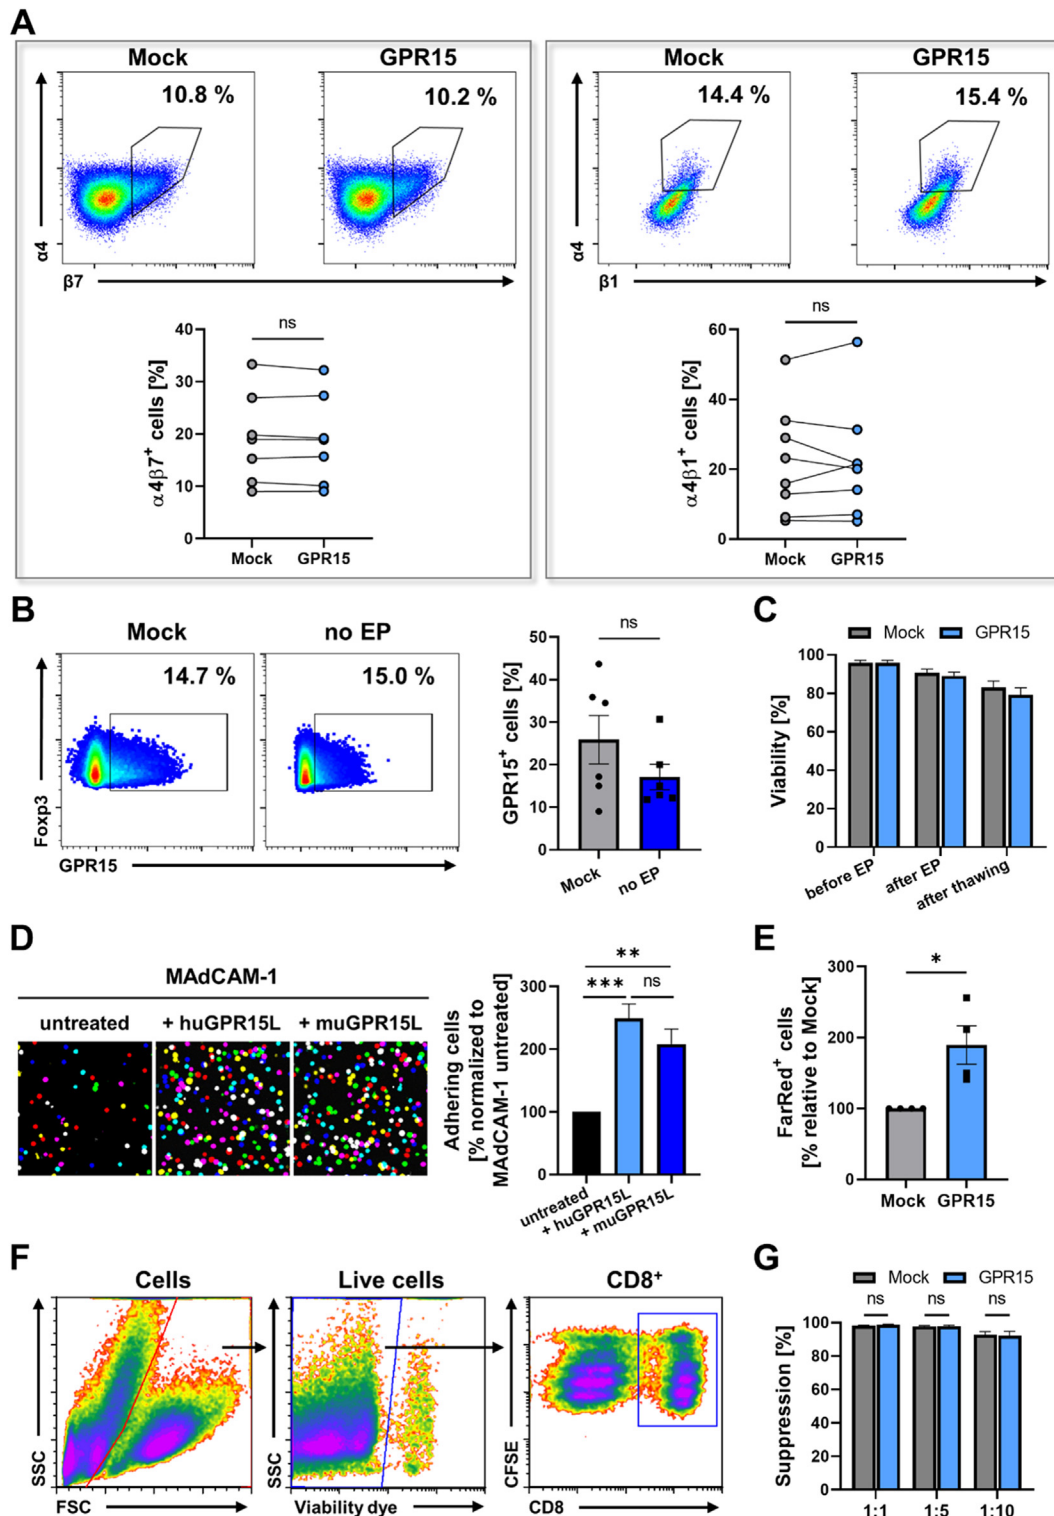 A
Mock
GPR15
Mock
GPR15
10.8 %
10.2 %
14.4 %
15.4 %
α4
α4
β7
β1
ns
ns
α4β7+ cells [%]
40
30
20
10
0
Mock
GPR15
α4β1+ cells [%]
60
40
20
0
Mock
GPR15
B
Mock
no EP
14.7 %
15.0 %
Foxp3
GPR15
GPR15+ cells [%]
50
40
30
20
10
0
ns
Mock
no EP
C
Mock
GPR15
Viability [%]
100
80
60
40
20
0
before EP
after EP
after thawing
D
MAdCAM-1
untreated
+ huGPR15L
+ muGPR15L
Adhering cells
[% normalized to
MAdCAM-1 untreated]
300
200
100
0
**
***
ns
untreated
+ huGPR15L
+ muGPR15L
E
FarRed+ cells
[% relative to Mock]
300
200
100
0
*
Mock
GPR15
F
Cells
Live cells
CD8+
SSC
FSC
SSC
Viability dye
CFSE
CD8
G
Mock
GPR15
ns
ns
ns
Suppression [%]
100
80
60
40
20
0
1:1
1:5
1:10